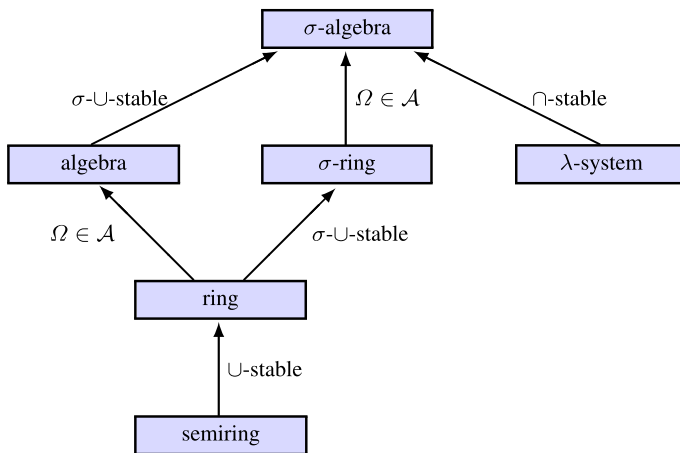 σ-algebra
σ-∪-stable
Ω ∈ 𝒜
∩-stable
algebra
σ-ring
λ-system
Ω ∈ 𝒜
σ-∪-stable
ring
∪-stable
semiring